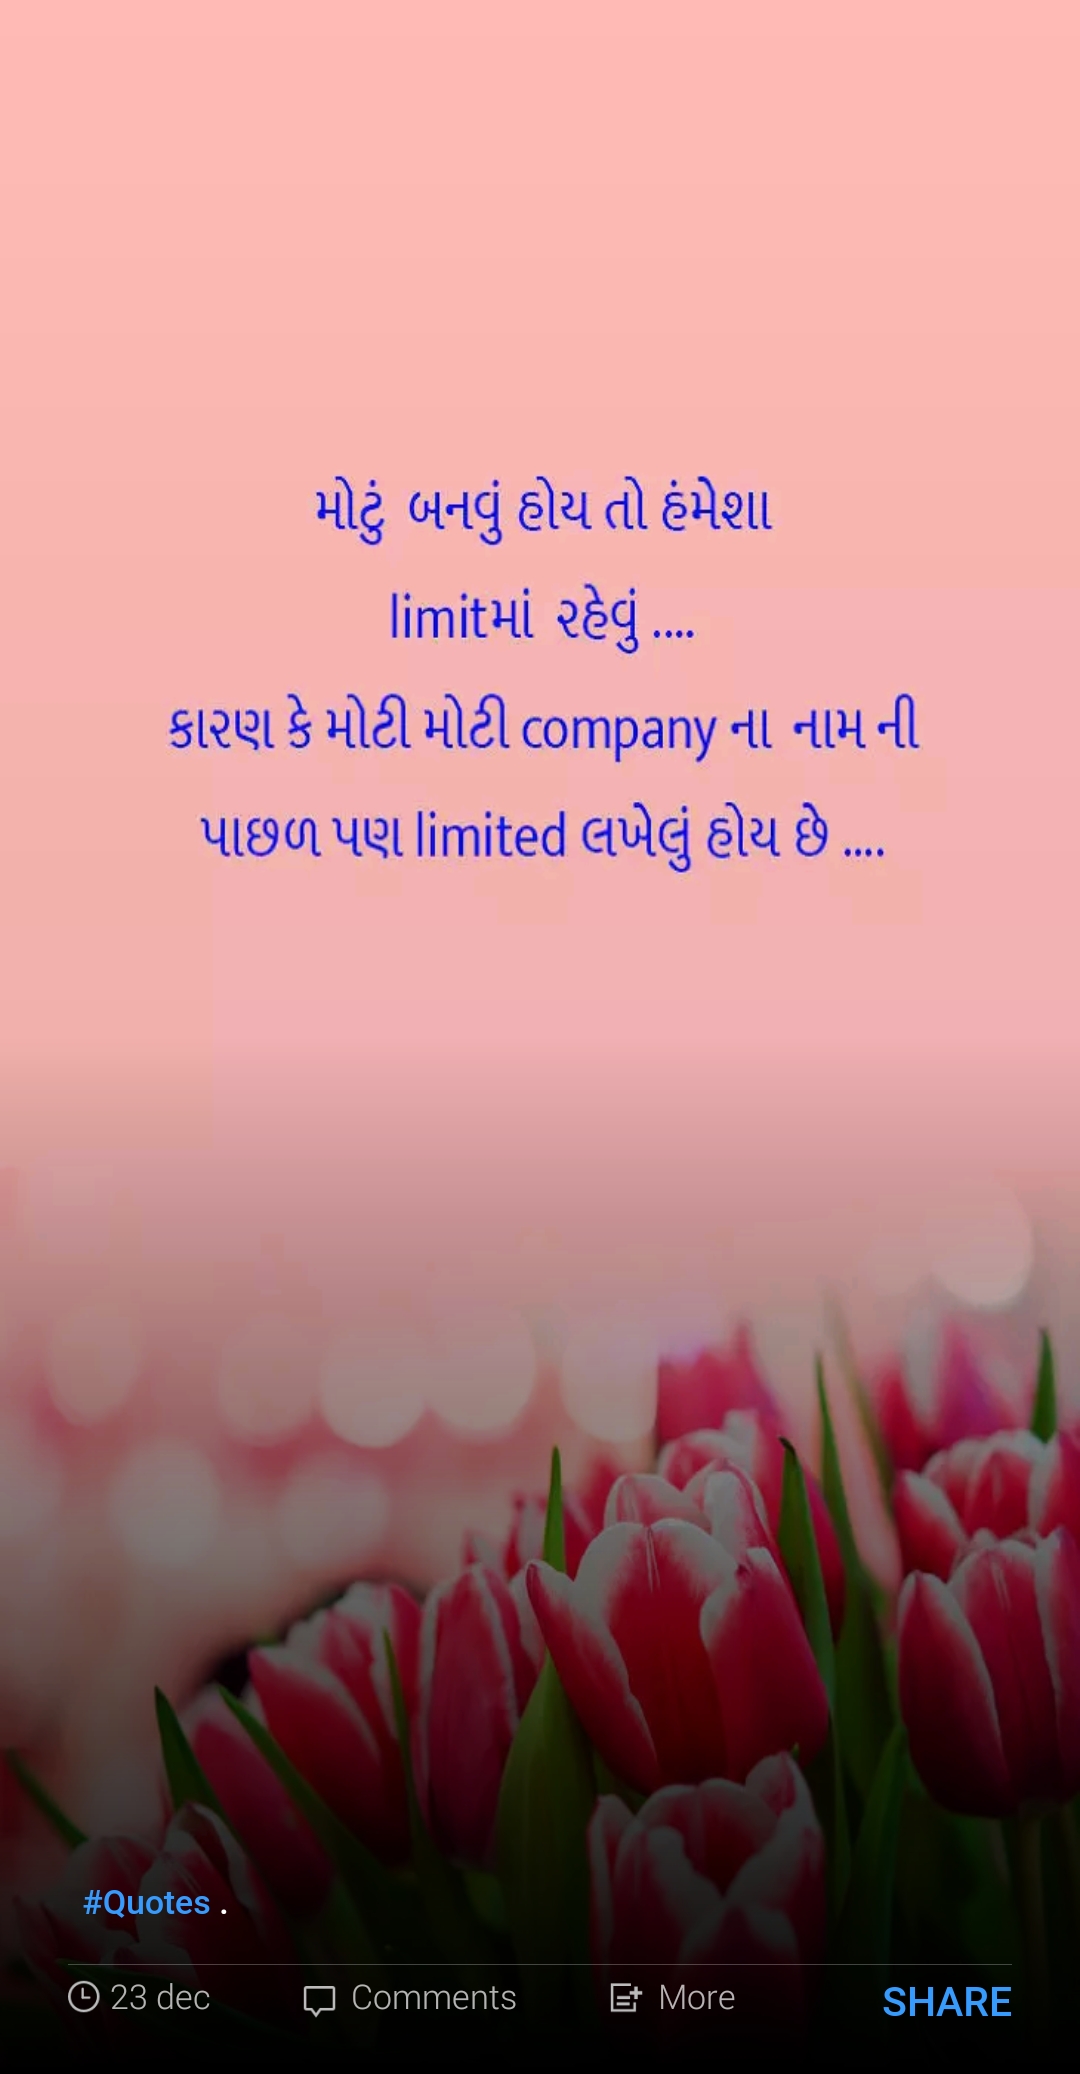 મોટું બનવું હોય તો હંમેશા
limitમાં રહેવું ....
કારણ કે મોટી મોટી company ના નામ ની
પાછળ પણ limited લખેલું હોય છે ....
#Quotes .
23 dec
Comments
More
SHARE